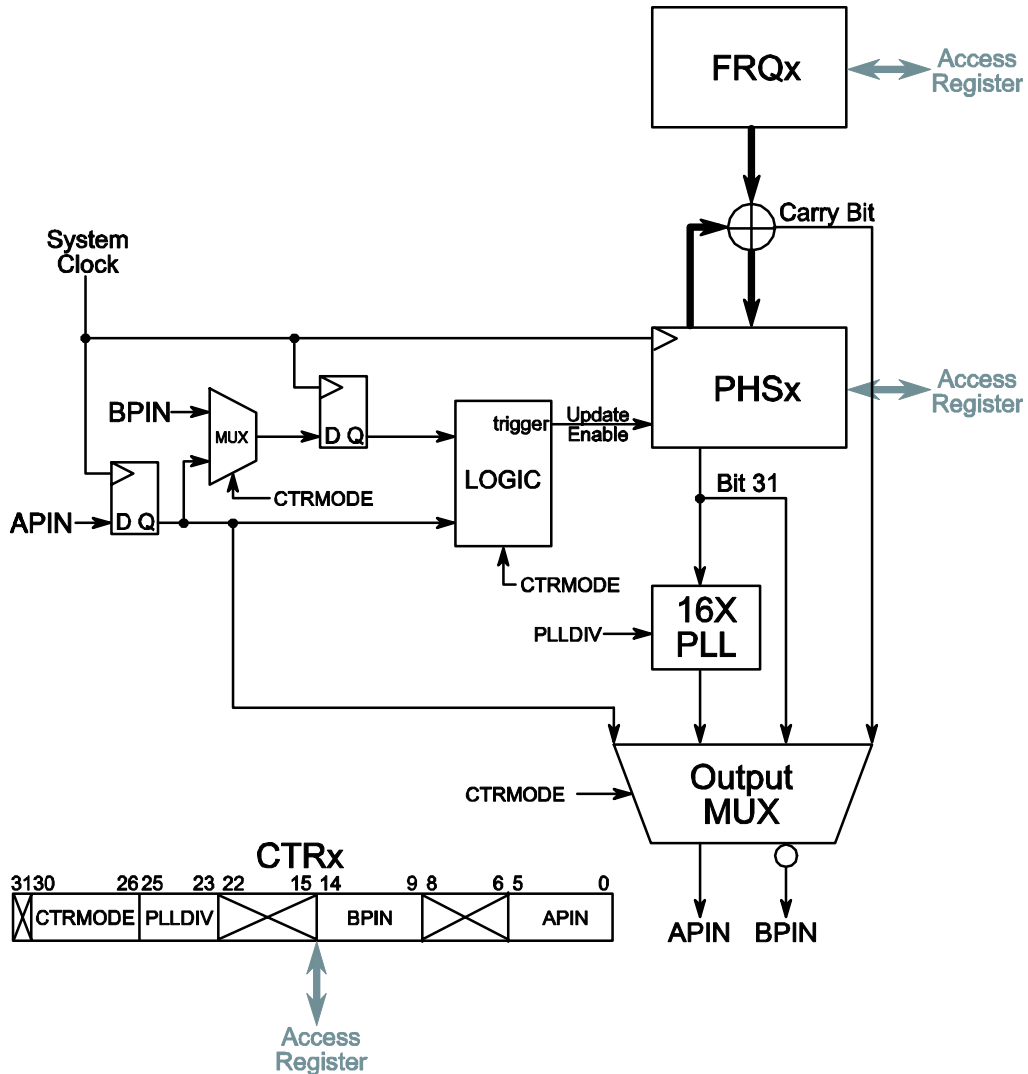 FRQx
Access
Register
Carry Bit
System
Clock
PHSx
Access
Register
BPIN
MUX
D Q
trigger
Update
Enable
LOGIC
CTRMODE
Bit 31
APIN
D Q
CTRMODE
16X
PLL
PLLDIV
Output
MUX
CTRMODE
CTRx
31 30 26 25 23 22 15 14 9 8 6 5 0
CTRMODE PLLDIV BPIN APIN
APIN BPIN
Access
Register